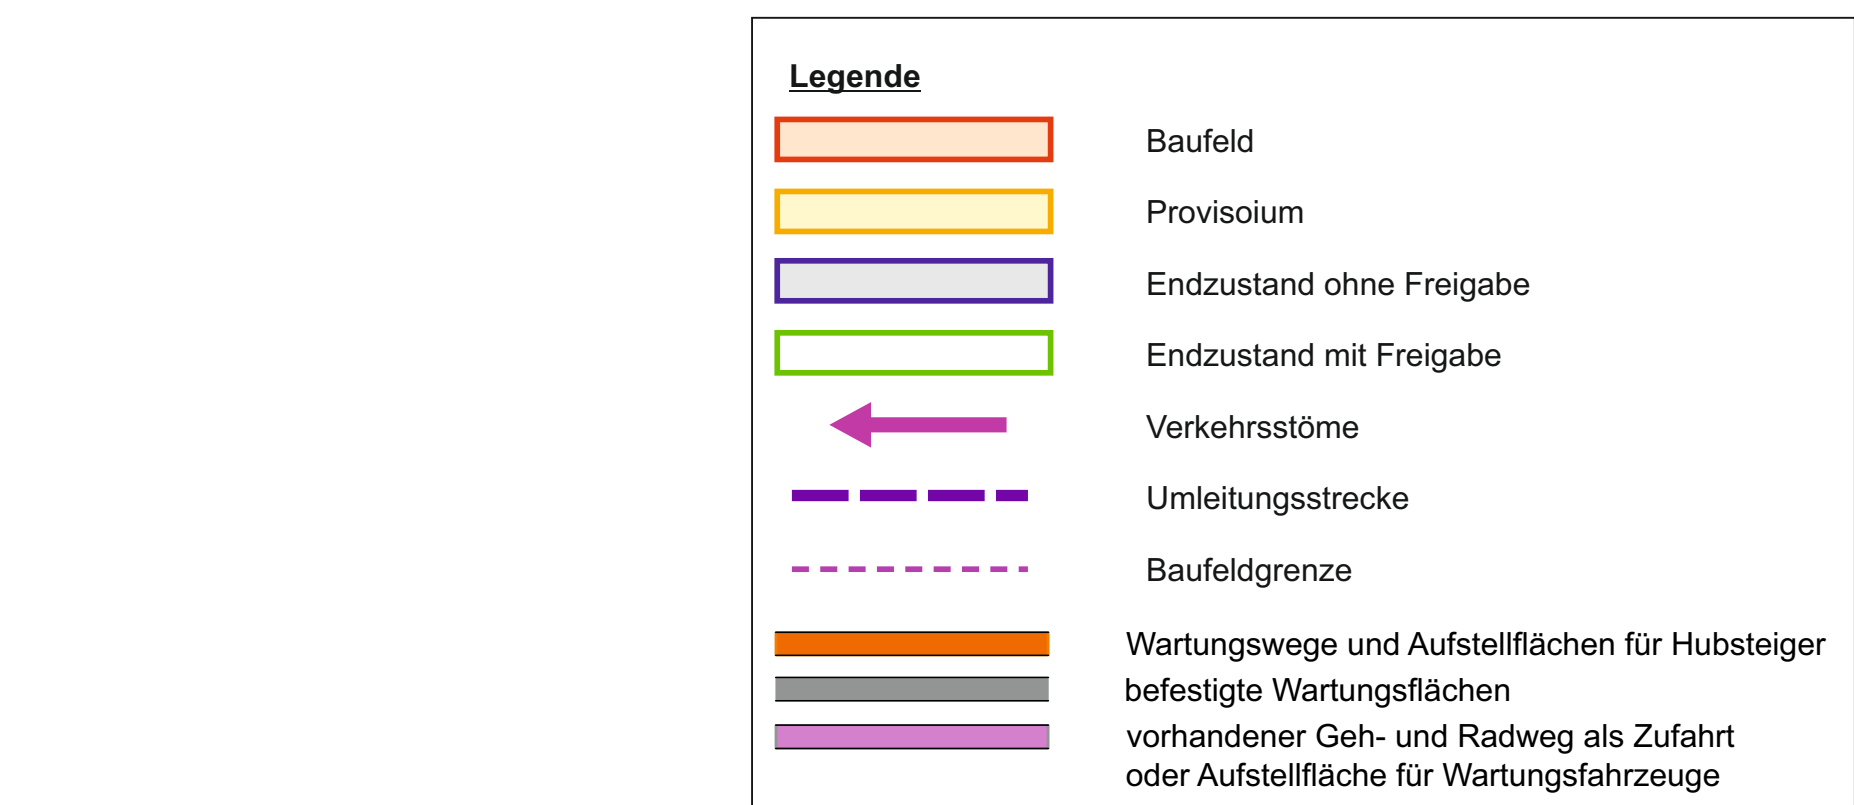 Legende
Baufeld
Provisoium
Endzustand ohne Freigabe
Endzustand mit Freigabe
Verkehrsstöme
Umleitungsstrecke
Baufeldgrenze
Wartungswege und Aufstellflächen für Hubsteiger
befestigte Wartungsflächen
vorhandener Geh- und Radweg als Zufahrt
oder Aufstellfläche für Wartungsfahrzeuge